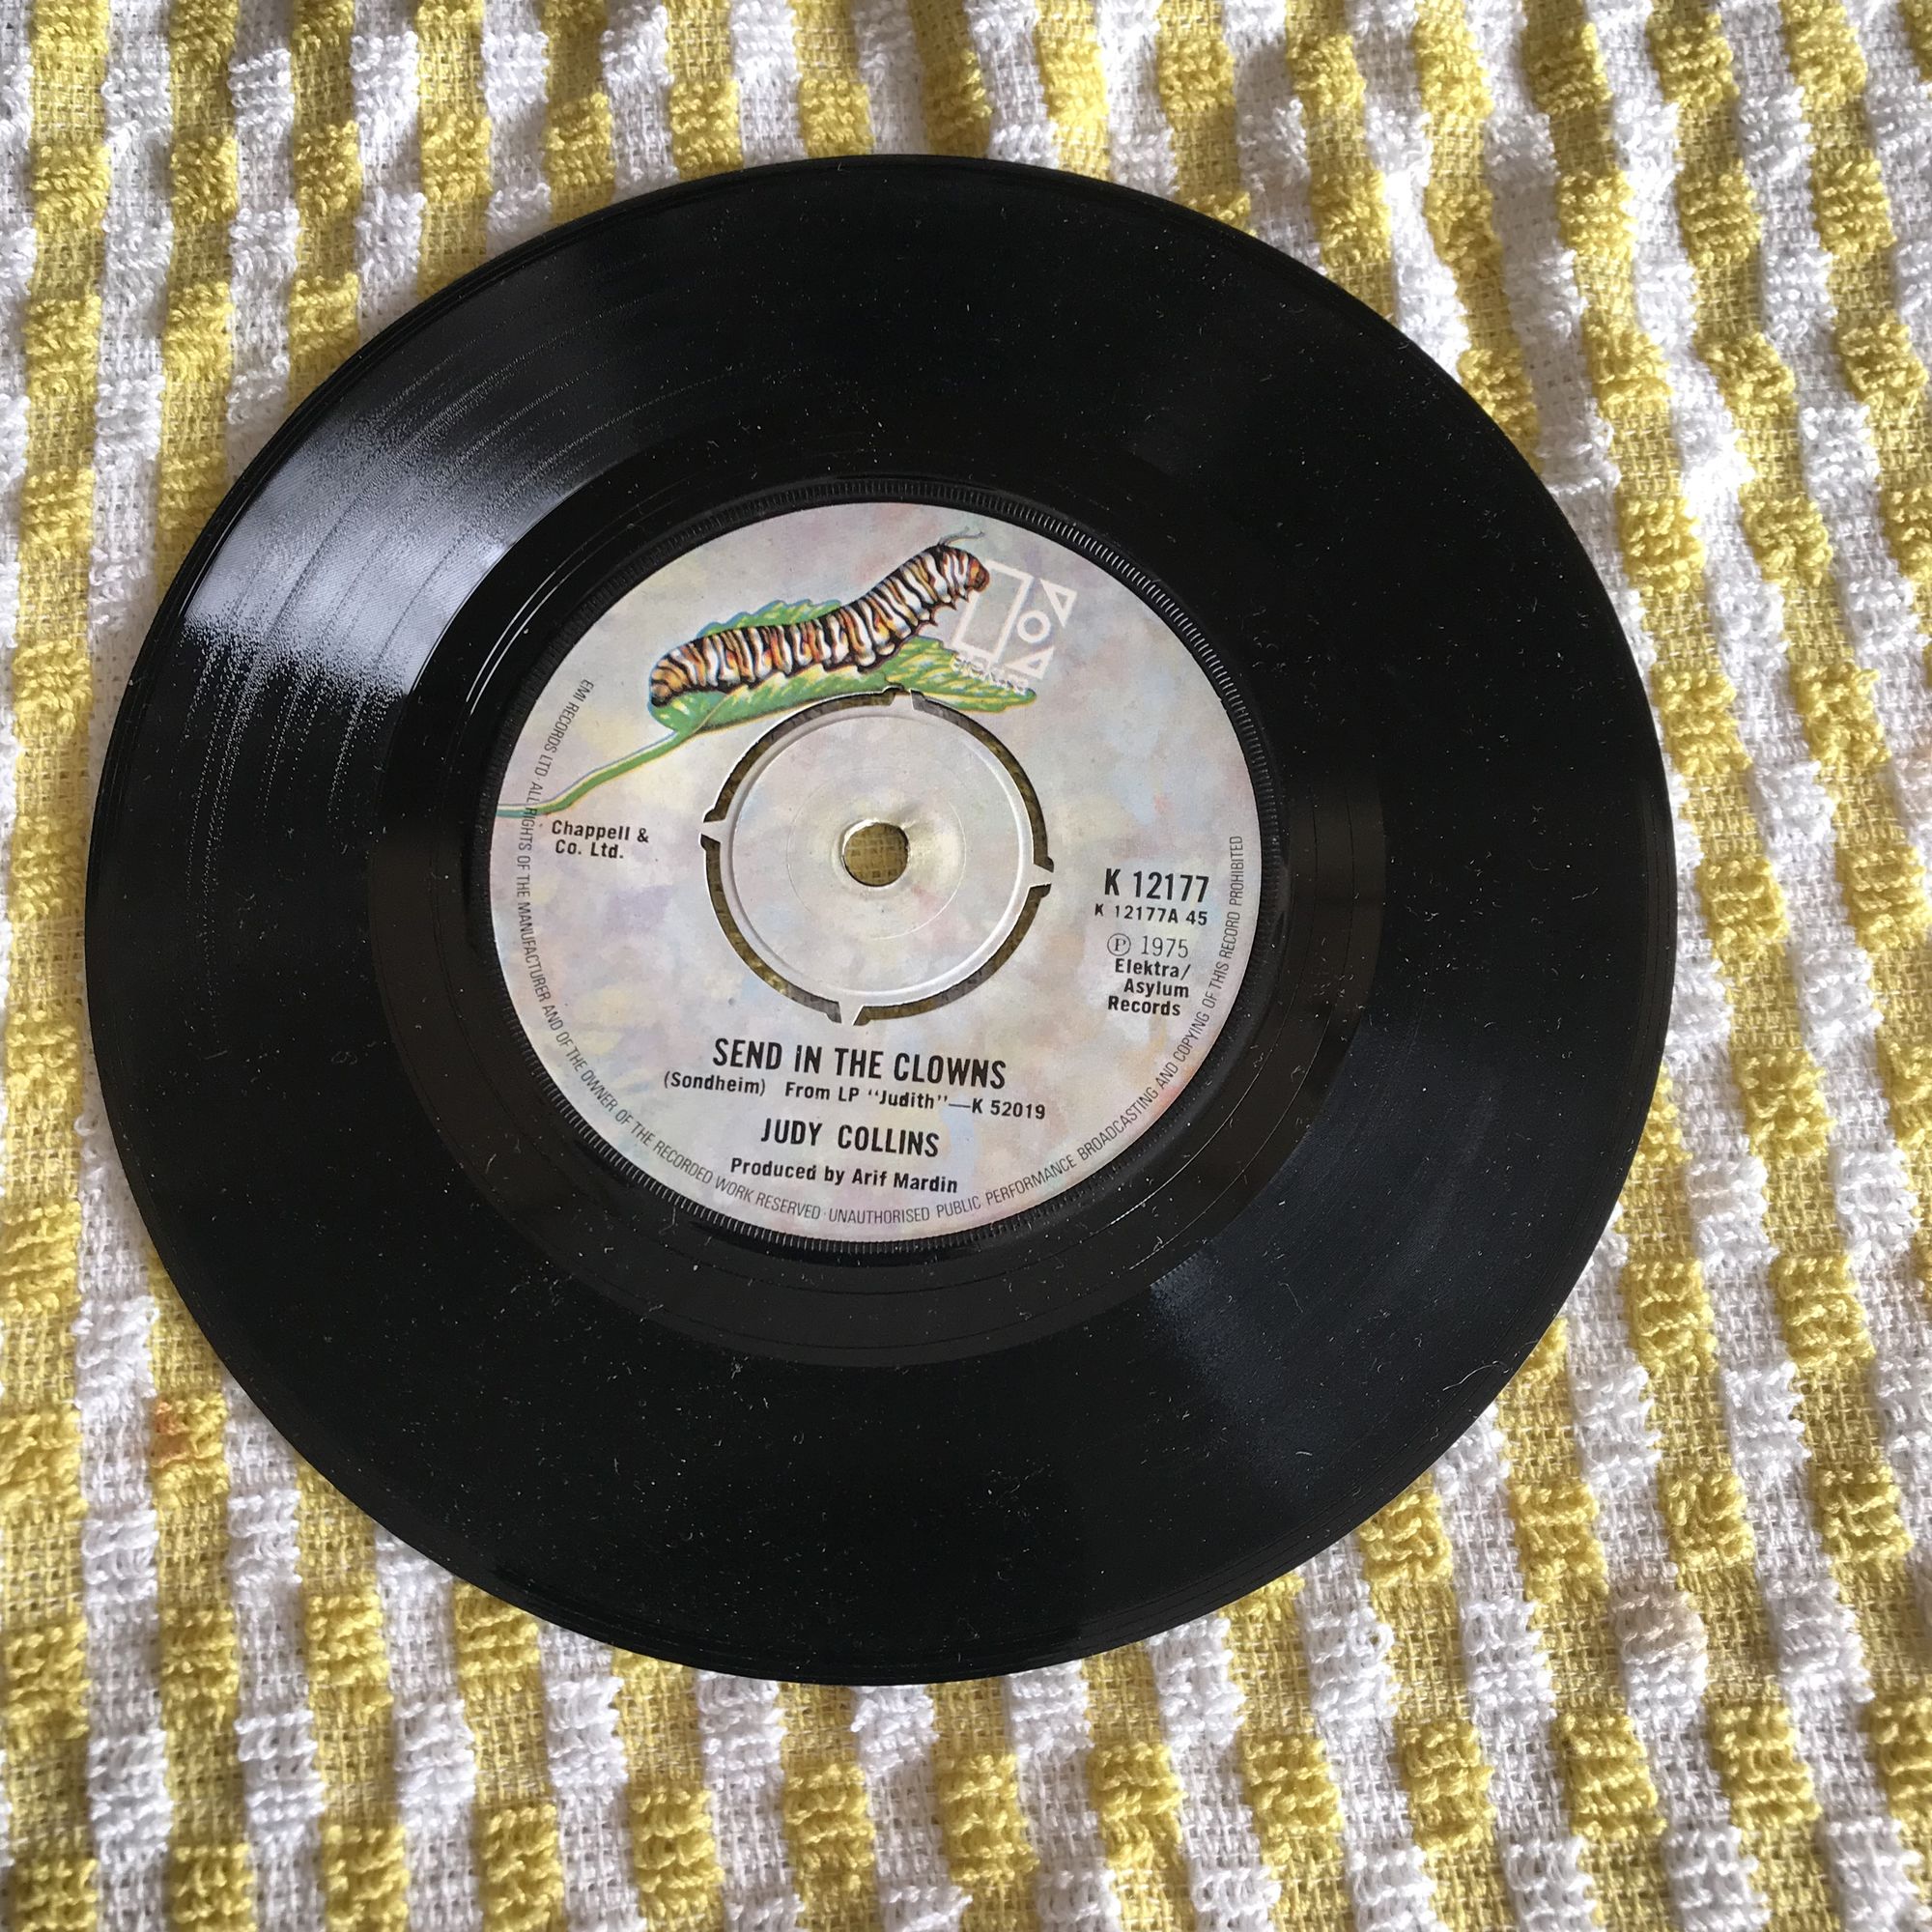 elektra
Chappell &
Co. Ltd.
K 12177
K 12177A 45
Ⓟ 1975
Elektra/
Asylum
Records
SEND IN THE CLOWNS
(Sondheim) From LP "Judith"—K 52019
JUDY COLLINS
Produced by Arif Mardin
EMI RECORDS LTD · ALL RIGHTS OF THE MANUFACTURER AND OF THE OWNER OF THE RECORDED WORK RESERVED · UNAUTHORISED PUBLIC PERFORMANCE BROADCASTING AND COPYING OF THIS RECORD PROHIBITED